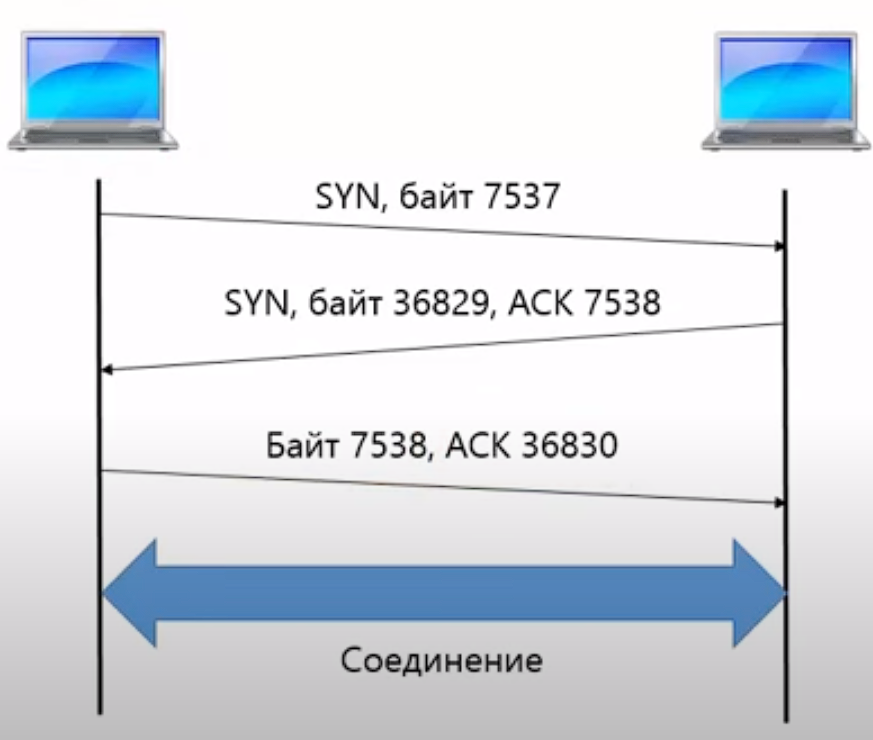 SYN, байт 7537
SYN, байт 36829, ACK 7538
Байт 7538, ACK 36830
Соединение